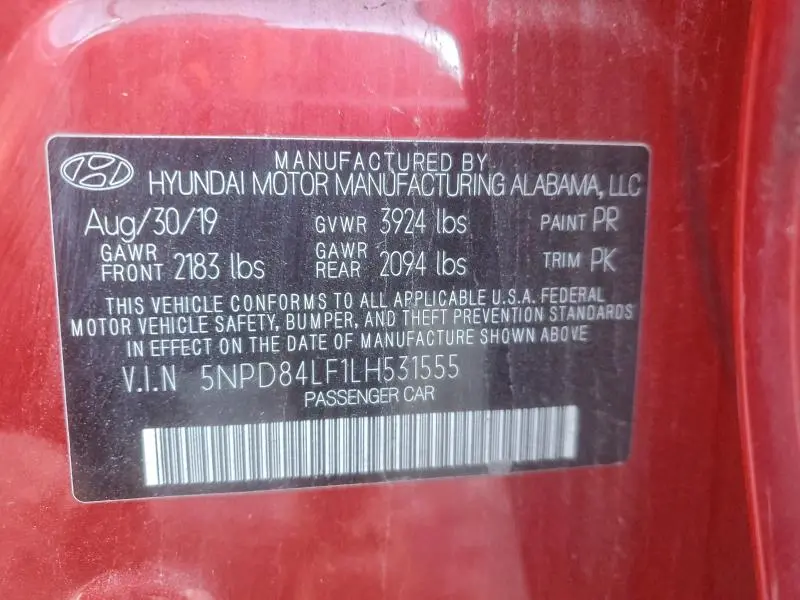 MANUFACTURED BY
HYUNDAI MOTOR MANUFACTURING ALABAMA, LLC
Aug/30/19 GVWR 3924 lbs PAINT PR
GAWR FRONT 2183 lbs GAWR REAR 2094 lbs TRIM PK
THIS VEHICLE CONFORMS TO ALL APPLICABLE U.S.A. FEDERAL
MOTOR VEHICLE SAFETY, BUMPER, AND THEFT PREVENTION STANDARDS
IN EFFECT ON THE DATE OF MANUFACTURE SHOWN ABOVE
V.I.N 5NPD84LF1LH531555
PASSENGER CAR